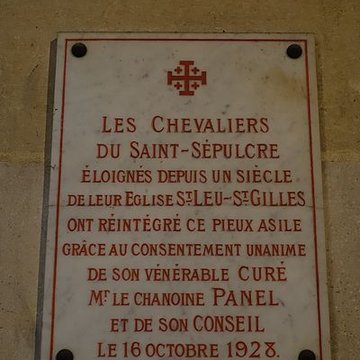 LES CHEVALIERS
DU SAINT-SÉPULCRE
ÉLOIGNÉS DEPUIS UN SIÈCLE
DE LEUR EGLISE ST LEU-ST GILLES
ONT RÉINTÉGRÉ CE PIEUX ASILE
GRÂCE AU CONSENTEMENT UNANIME
DE SON VÉNÉRABLE CURÉ
MR LE CHANOINE PANEL
ET DE SON CONSEIL
LE 16 OCTOBRE 1928.